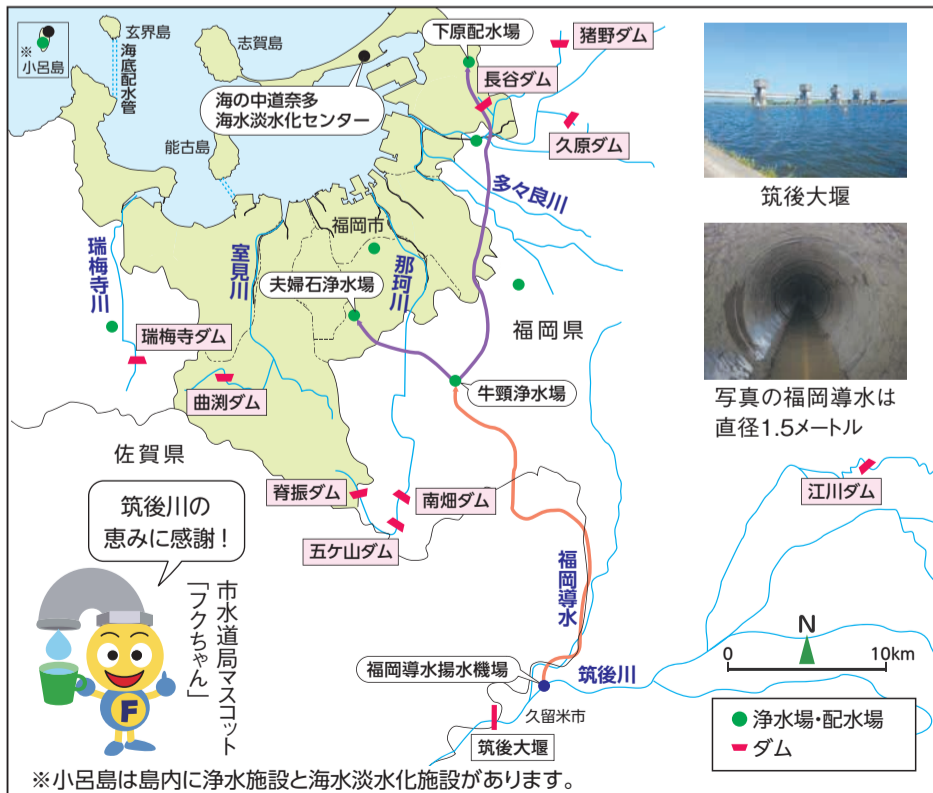 玄界島
志賀島
下原配水場
猪野ダム
※
小呂島
海底配水管
長谷ダム
海の中道奈多
海水淡水化センター
久原ダム
能古島
多々良川
筑後大堰
福岡市
瑞梅寺川
室見川
那珂川
夫婦石浄水場
福岡県
瑞梅寺ダム
曲渕ダム
牛頸浄水場
写真の福岡導水は
直径1.5メートル
佐賀県
脊振ダム
南畑ダム
五ケ山ダム
江川ダム
筑後川の
恵みに感謝！
市水道局マスコット
「フクちゃん」
F
福岡導水
N
0 10km
福岡導水揚水機場
筑後川
久留米市
筑後大堰
浄水場・配水場
ダム
※小呂島は島内に浄水施設と海水淡水化施設があります。